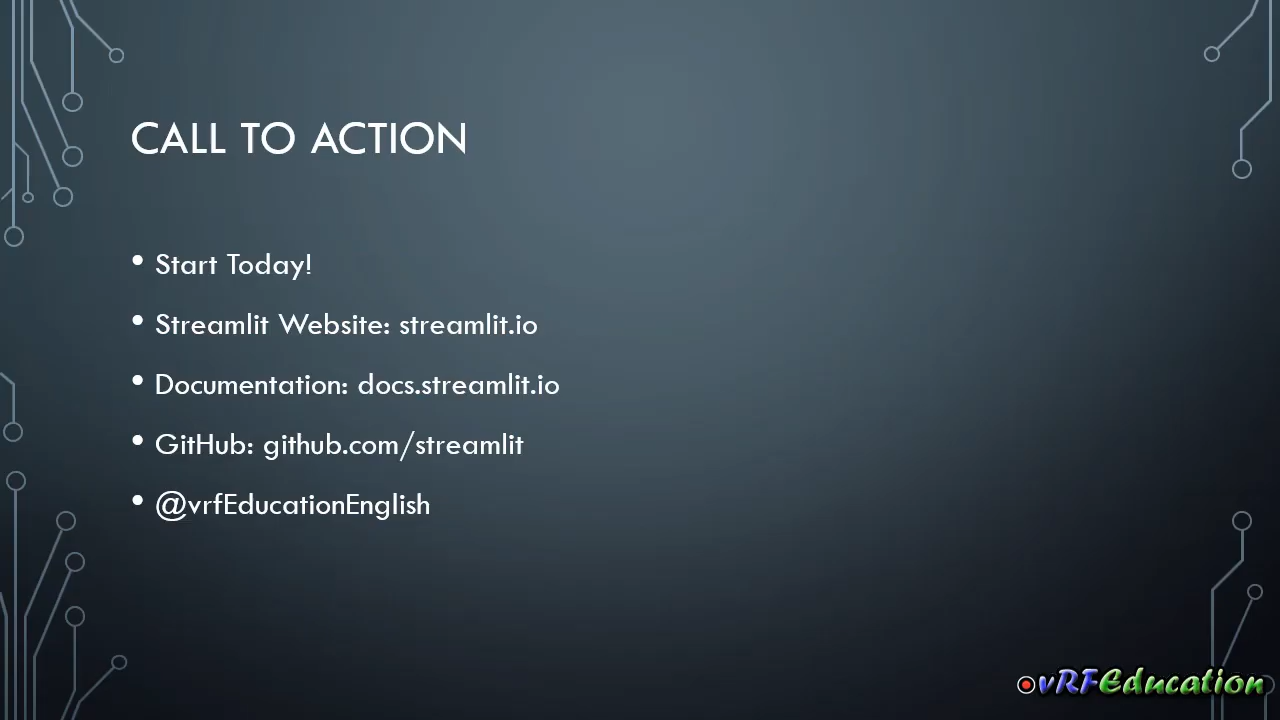 CALL TO ACTION
• Start Today!
• Streamlit Website: streamlit.io
• Documentation: docs.streamlit.io
• GitHub: github.com/streamlit
• @vrfEducationEnglish
vRFEducation